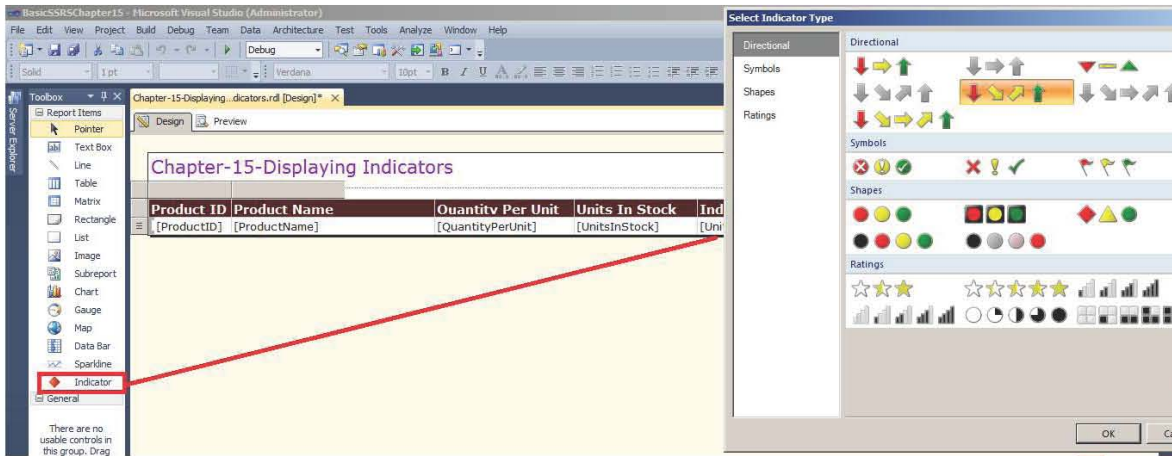 BasicSSRSChapter15 - Microsoft Visual Studio (Administrator)
File Edit View Project Build Debug Team Data Architecture Test Tools Analyze Window Help
Debug
Solid 1 pt Verdana 10pt B I U
Server Explorer
Toolbox
Report Items
Pointer
Text Box
Line
Table
Matrix
Rectangle
List
Image
Subreport
Chart
Gauge
Map
Data Bar
Sparkline
Indicator
General
There are no
usable controls in
this group. Drag
Chapter-15-Displaying...dicators.rdl [Design]*
Design Preview
Chapter-15-Displaying Indicators
Product ID Product Name Quantity Per Unit Units In Stock Ind
[ProductID] [ProductName] [QuantityPerUnit] [UnitsInStock] [Uni
Select Indicator Type
Directional
Symbols
Shapes
Ratings
Directional
Symbols
Shapes
Ratings
OK Ca